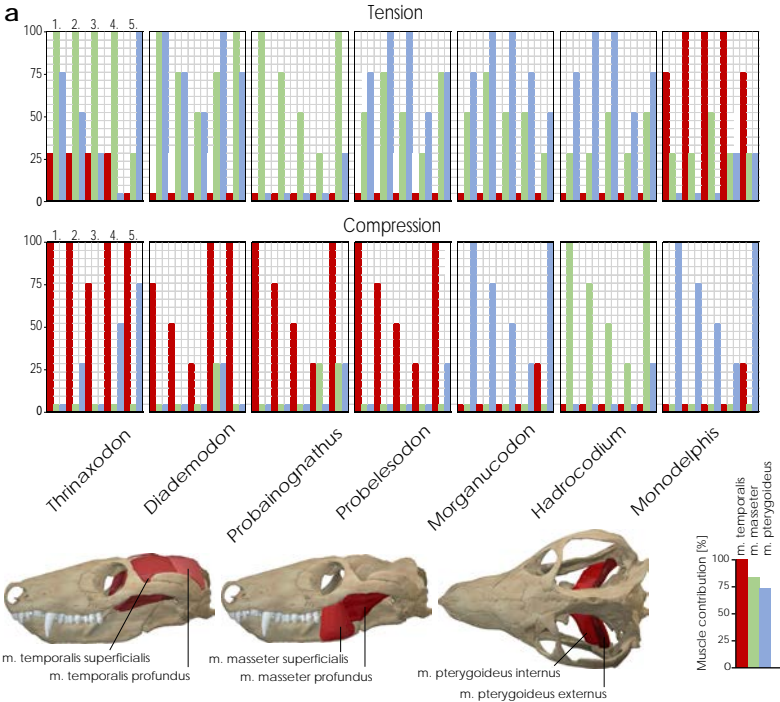 a
Tension
100
1. 2. 3. 4. 5.
75
50
25
0
Compression
100
1. 2. 3. 4. 5.
75
50
25
0
Thrinaxodon
Diademodon
Probainognathus
Probelesodon
Morganucodon
Hadrocodium
Monodelphis
m. temporalis
m. masseter
m. pterygoideus
Muscle contribution [%]
100
75
50
25
0
m. temporalis superficialis
m. temporalis profundus
m. masseter superficialis
m. masseter profundus
m. pterygoideus internus
m. pterygoideus externus